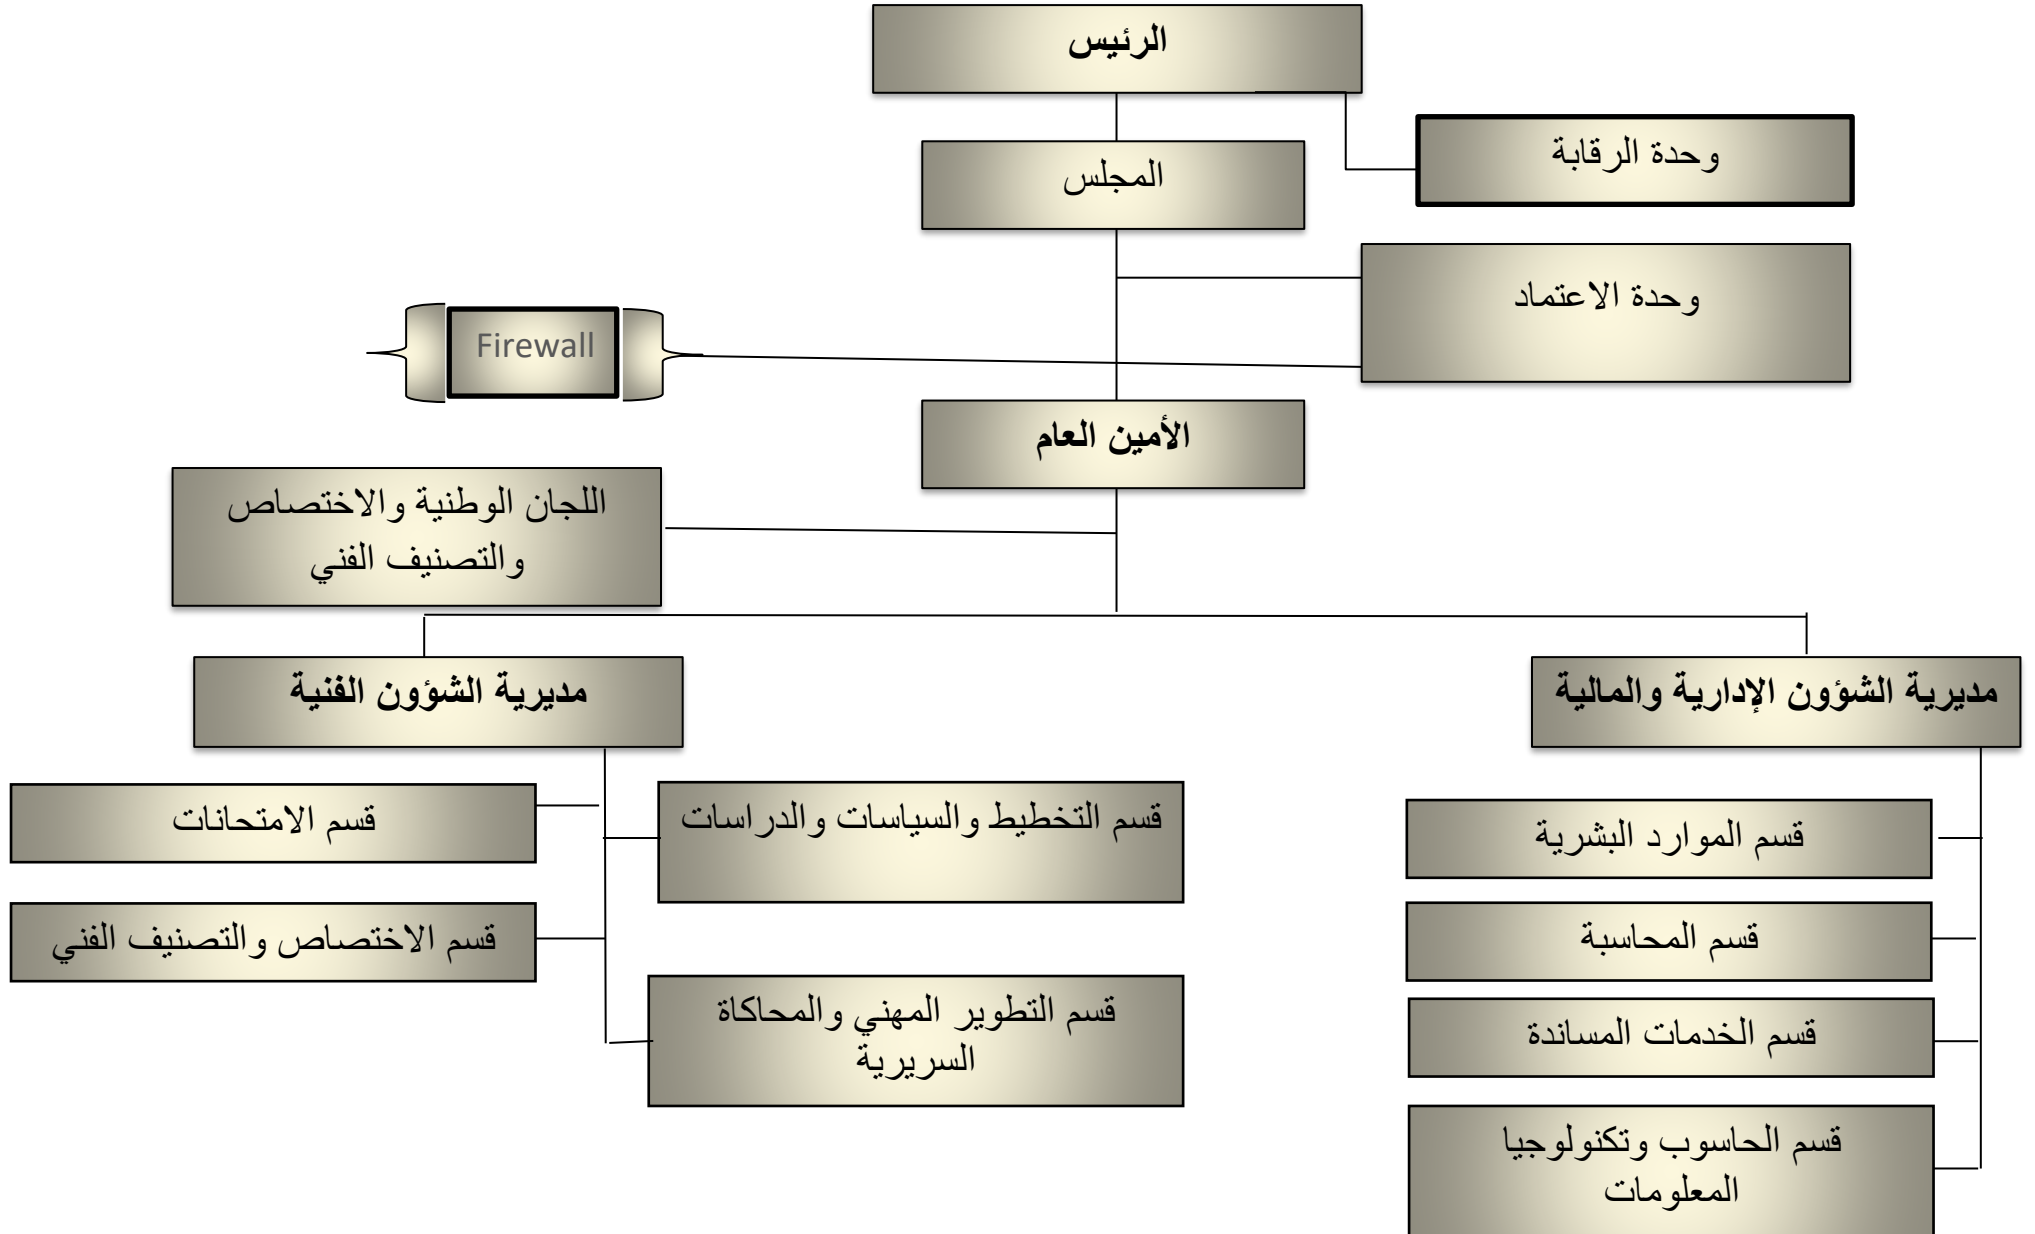 الرئيس
وحدة الرقابة
المجلس
وحدة الاعتماد
Firewall
الأمين العام
اللجان الوطنية والاختصاص
والتصنيف الفني
مديرية الشؤون الإدارية والمالية
مديرية الشؤون الفنية
قسم الموارد البشرية
قسم المحاسبة
قسم الخدمات المساندة
قسم الحاسوب وتكنولوجيا
المعلومات
قسم التخطيط والسياسات والدراسات
قسم التطوير المهني والمحاكاة
السريرية
قسم الامتحانات
قسم الاختصاص والتصنيف الفني